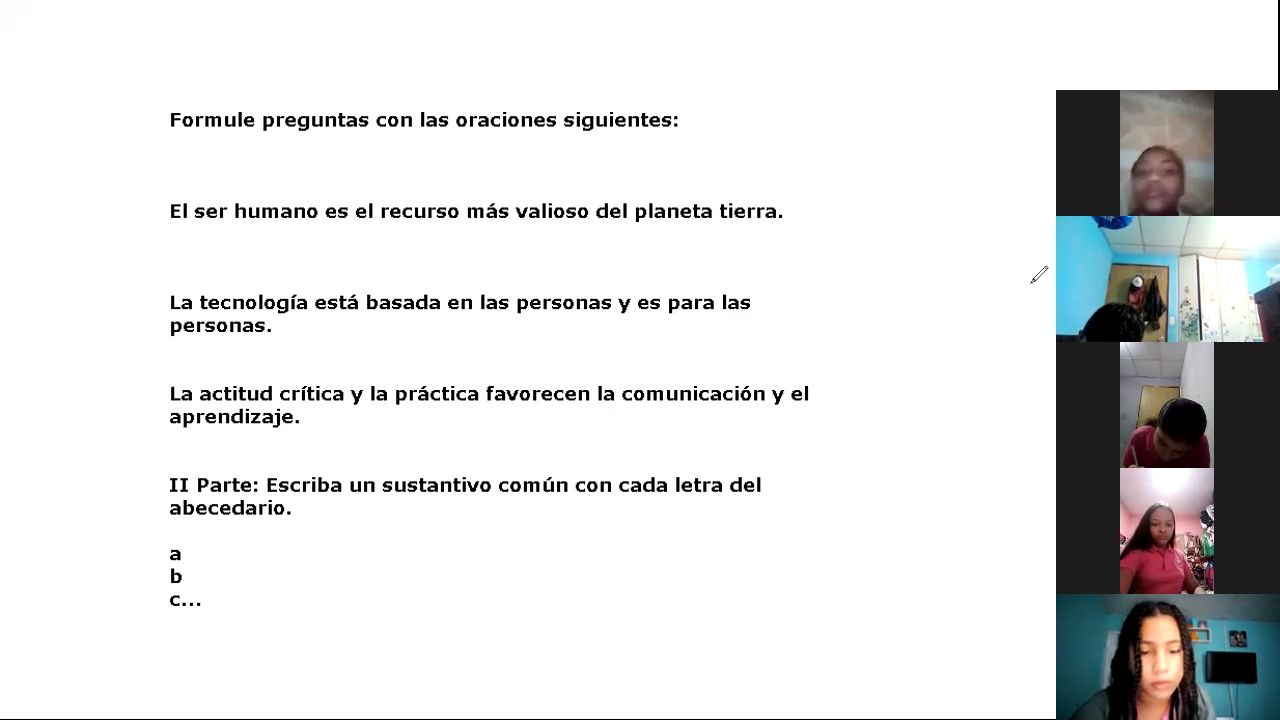 Formule preguntas con las oraciones siguientes:
El ser humano es el recurso más valioso del planeta tierra.
La tecnología está basada en las personas y es para las
personas.
La actitud crítica y la práctica favorecen la comunicación y el
aprendizaje.
II Parte: Escriba un sustantivo común con cada letra del
abecedario.
a
b
c...